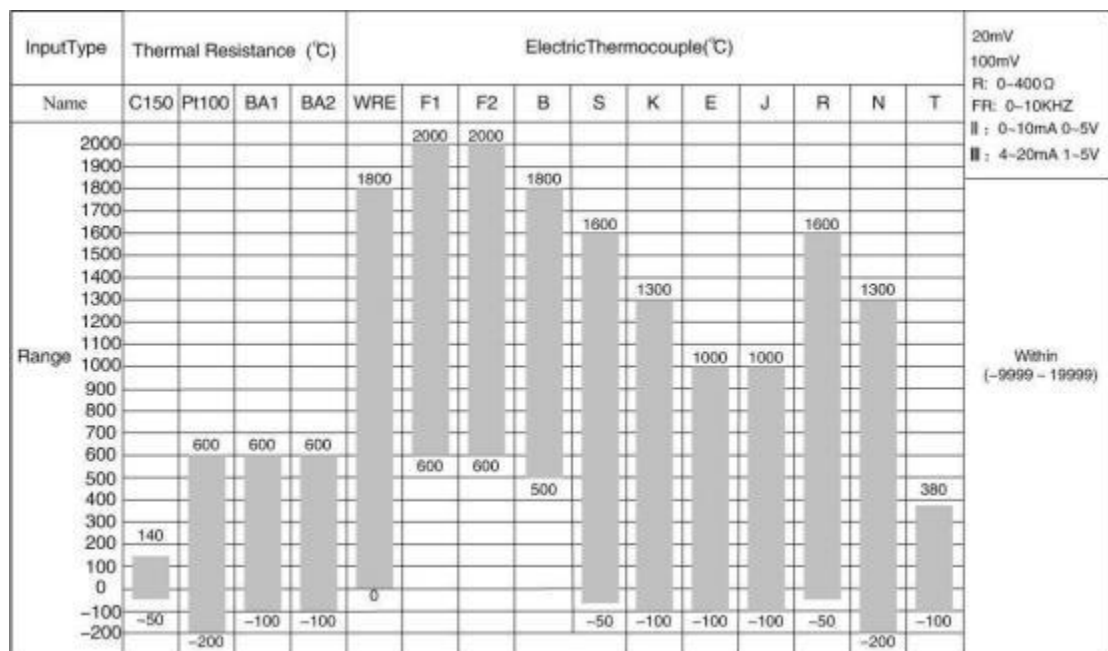 InputType Thermal Resistance (℃) ElectricThermocouple(℃)
20mV
100mV
R: 0~400Ω
FR: 0~10KHZ
Ⅱ: 0~10mA 0~5V
Ⅲ: 4~20mA 1~5V
Name C150 Pt100 BA1 BA2 WRE F1 F2 B S K E J R N T
2000 2000 2000
1900
1800 1800 1800
1700
1600 1600 1600
1500
1400
1300 1300 1300
1200
1100
Range 1000 1000 1000
Within
(-9999 - 19999)
900
800
700
600 600 600 600 600 600
500 500
400 380
300
200 140
100
0 0
-100 -50 -100 -100 -50 -100 -100 -100 -50 -100
-200 -200 -200